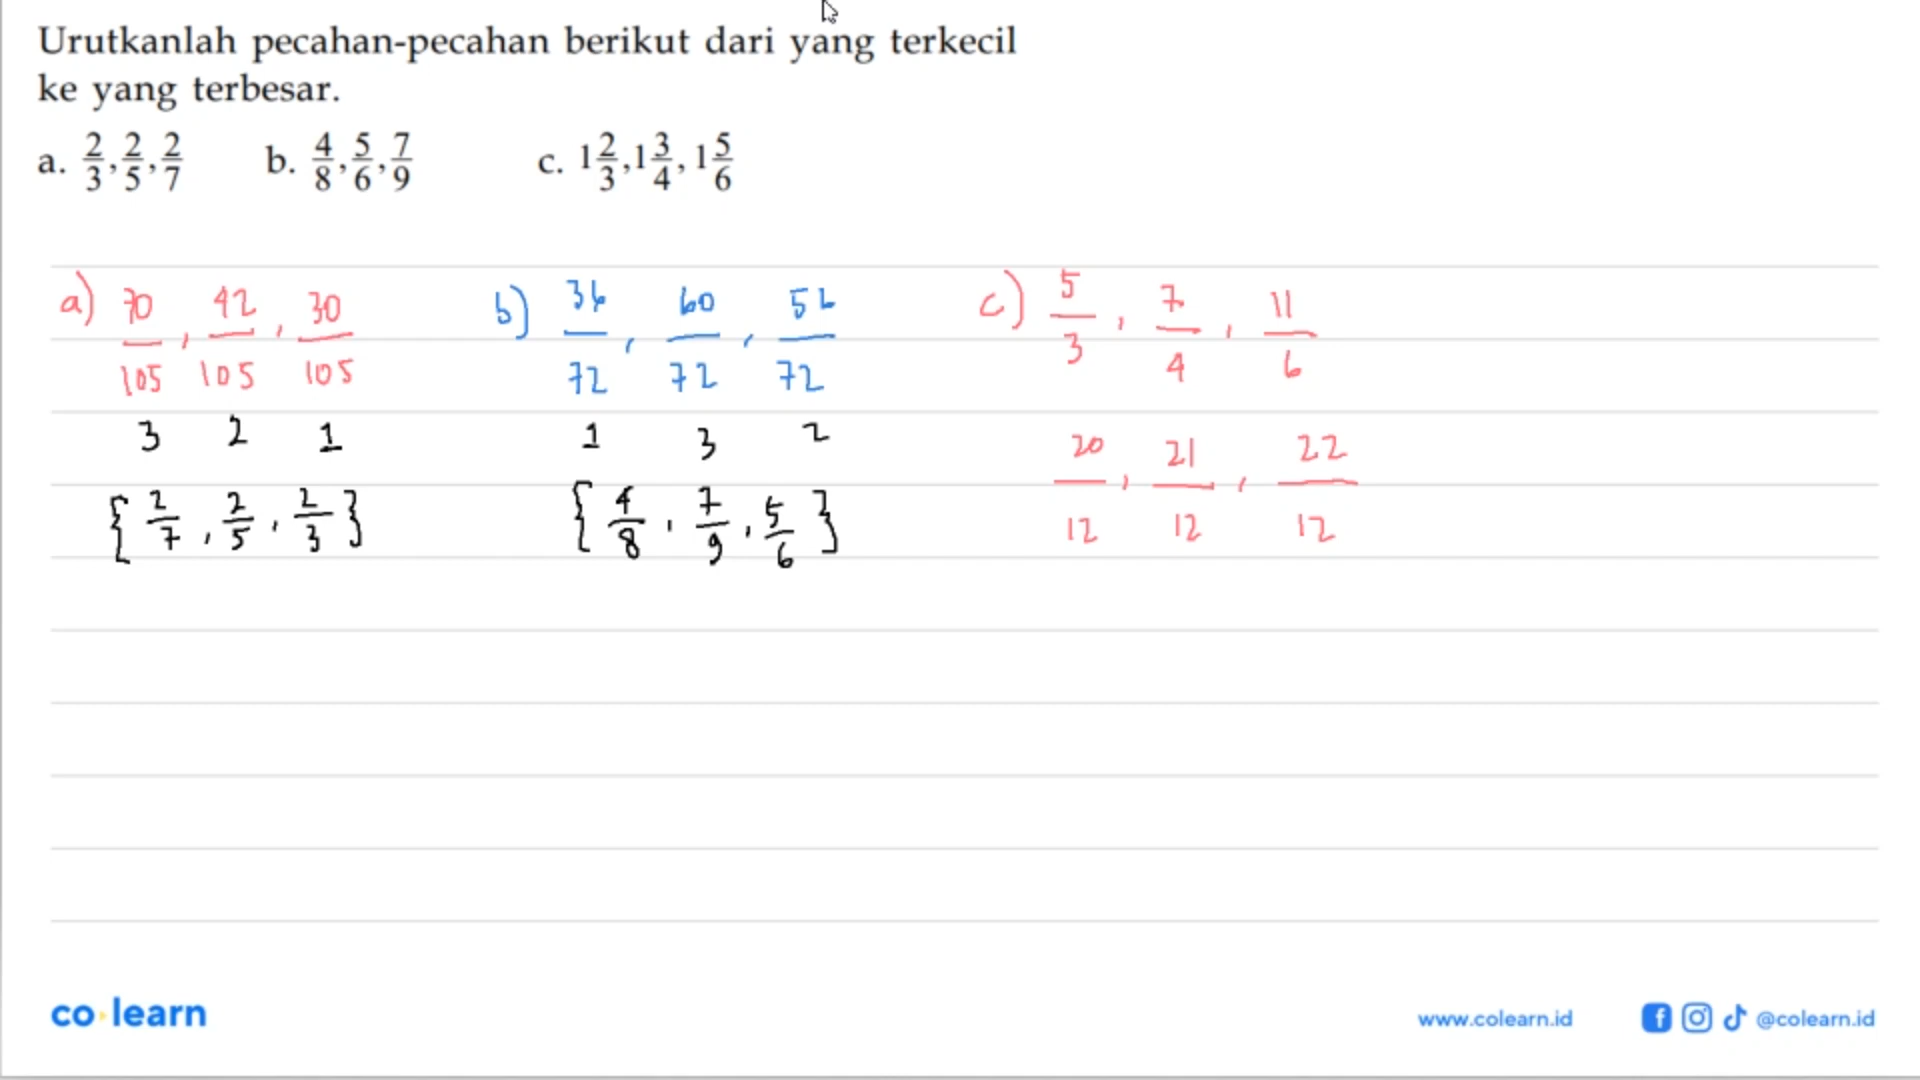 Urutkanlah pecahan-pecahan berikut dari yang terkecil
ke yang terbesar.
a. 2/3, 2/5, 2/7 b. 4/8, 5/6, 7/9 c. 1 2/3, 1 3/4, 1 5/6
a) 70/105, 42/105, 30/105
3 2 1
{2/7, 2/5, 2/3}
b) 36/72, 60/72, 56/72
1 3 2
{4/8, 7/9, 5/6}
c) 5/3, 7/4, 11/6
20/12, 21/12, 22/12
co learn
www.colearn.id
@colearn.id